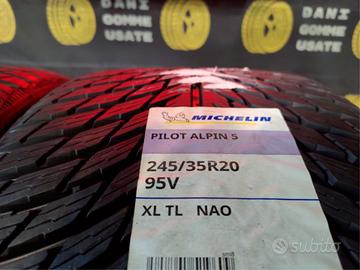 DANI
GOMME
USATE
DANI
GOMME
USATE
MICHELIN
PILOT ALPIN 5
245/35R20
95V
XL TL NAO
Subito